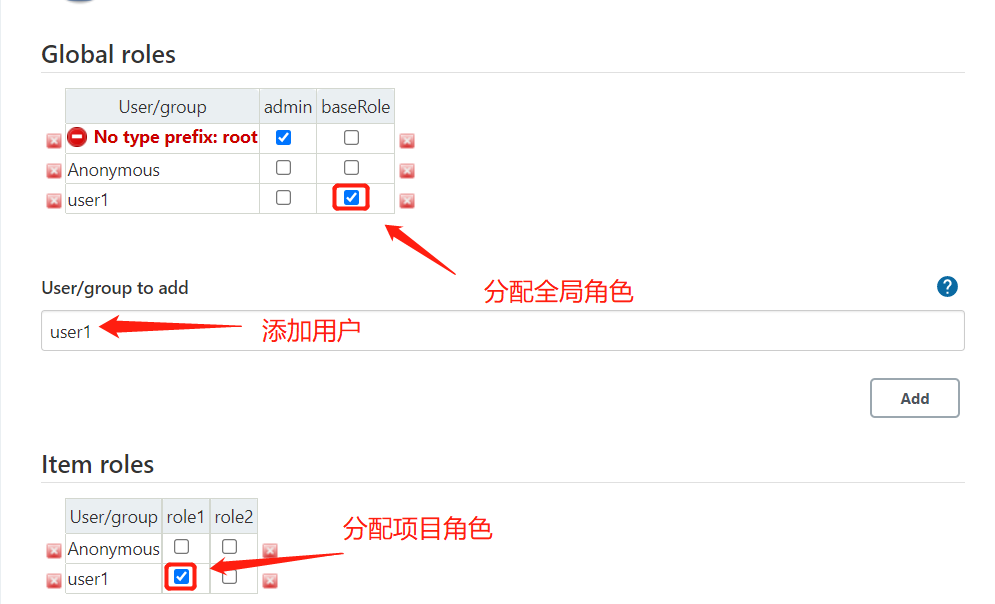 Global roles
User/group admin baseRole
No type prefix: root
Anonymous
user1
分配全局角色
User/group to add
?
user1
添加用户
Add
Item roles
User/group role1 role2
分配项目角色
Anonymous
user1